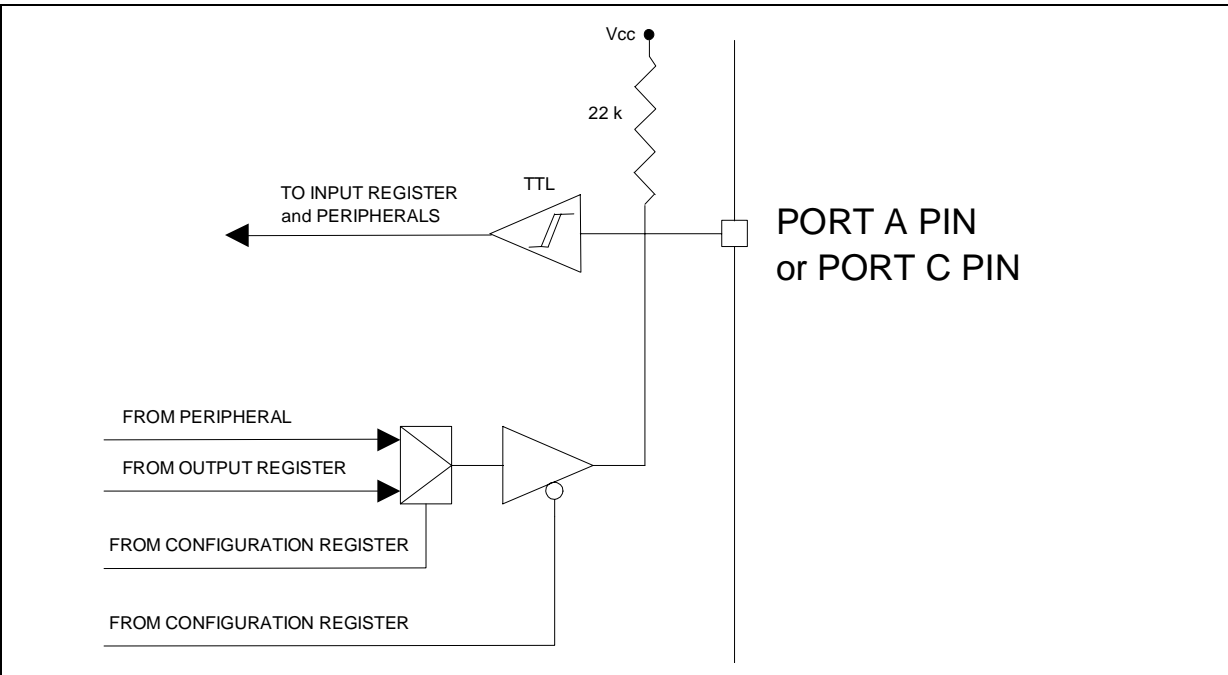 Vcc
22 k
TTL
TO INPUT REGISTER
and PERIPHERALS
PORT A PIN
or PORT C PIN
FROM PERIPHERAL
FROM OUTPUT REGISTER
FROM CONFIGURATION REGISTER
FROM CONFIGURATION REGISTER